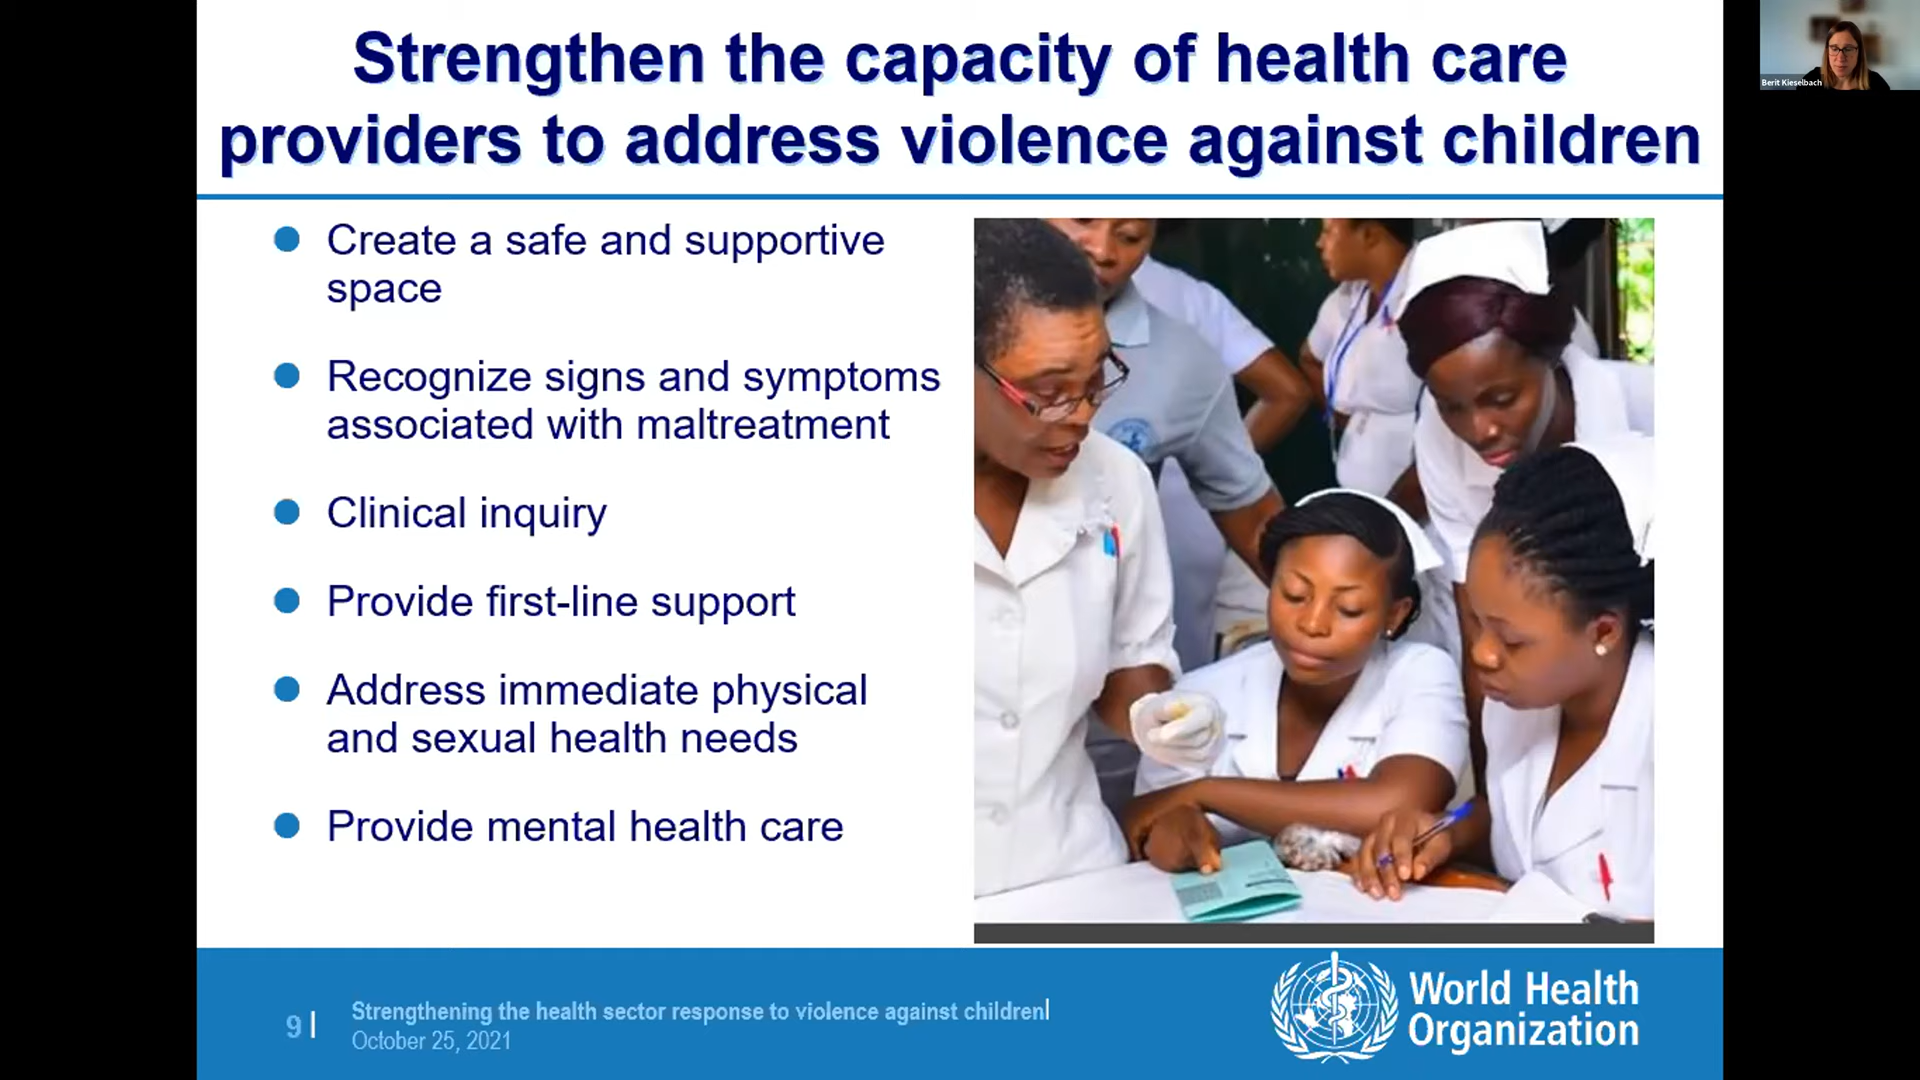 Strengthen the capacity of health care
providers to address violence against children
Berit Kieselbach
Create a safe and supportive
space
Recognize signs and symptoms
associated with maltreatment
Clinical inquiry
Provide first-line support
Address immediate physical
and sexual health needs
Provide mental health care
9 |
Strengthening the health sector response to violence against children|
October 25, 2021
World Health
Organization